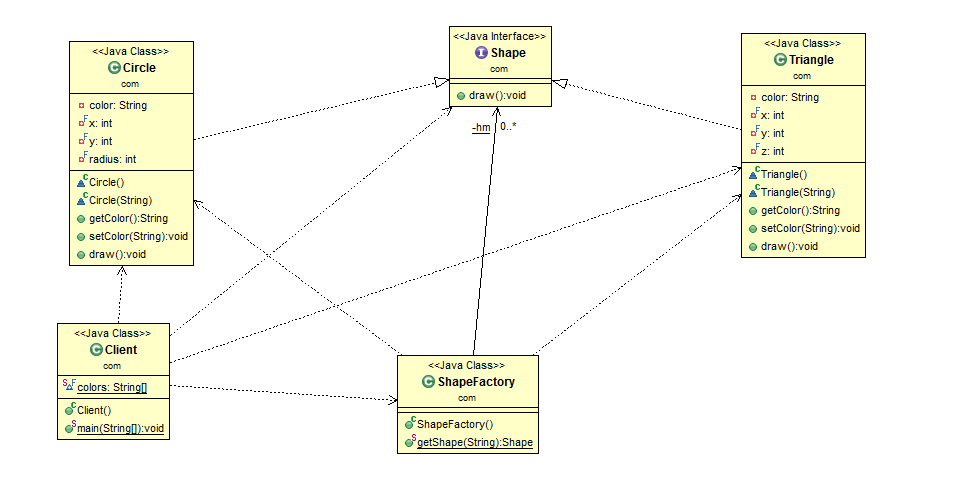 <<Java Class>>
Circle
com
color: String
x: int
y: int
radius: int
Circle()
Circle(String)
getColor():String
setColor(String):void
draw():void
<<Java Interface>>
Shape
com
draw():void
-hm
0..*
<<Java Class>>
Triangle
com
color: String
x: int
y: int
z: int
Triangle()
Triangle(String)
getColor():String
setColor(String):void
draw():void
<<Java Class>>
Client
com
colors: String[]
Client()
main(String[]):void
<<Java Class>>
ShapeFactory
com
ShapeFactory()
getShape(String):Shape